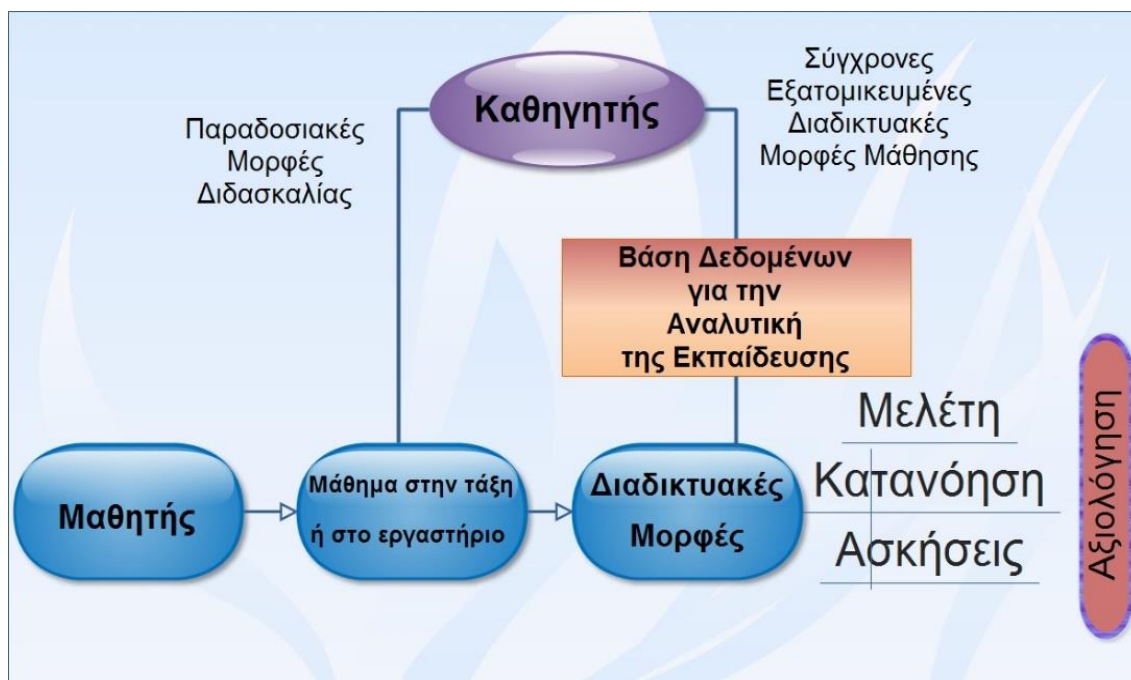 Καθηγητής
Παραδοσιακές
Μορφές
Διδασκαλίας
Σύγχρονες
Εξατομικευμένες
Διαδικτυακές
Μορφές Μάθησης
Βάση Δεδομένων
για την
Αναλυτική
της Εκπαίδευσης
Μαθητής
Μάθημα στην τάξη
ή στο εργαστήριο
Διαδικτυακές
Μορφές
Μελέτη
Κατανόηση
Ασκήσεις
Αξιολόγηση